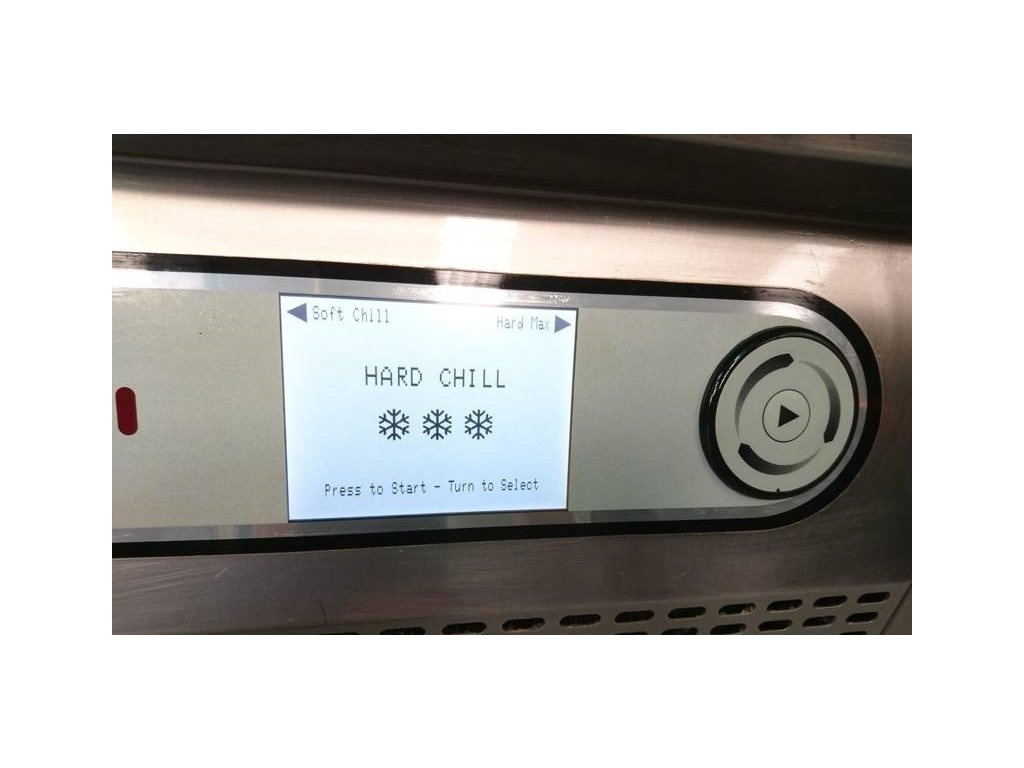 Soft Chill
Hard Max
HARD CHILL
Press to Start - Turn to Select